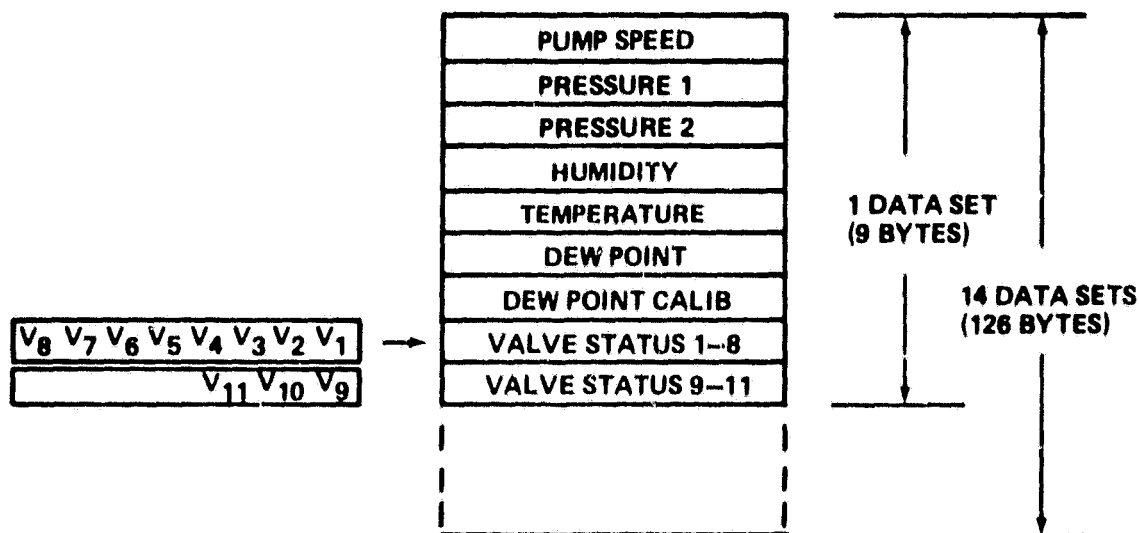 PUMP SPEED
PRESSURE 1
PRESSURE 2
HUMIDITY
TEMPERATURE
DEW POINT
DEW POINT CALIB
VALVE STATUS 1–8
VALVE STATUS 9–11
V8 V7 V6 V5 V4 V3 V2 V1
V11 V10 V9
1 DATA SET
(9 BYTES)
14 DATA SETS
(126 BYTES)